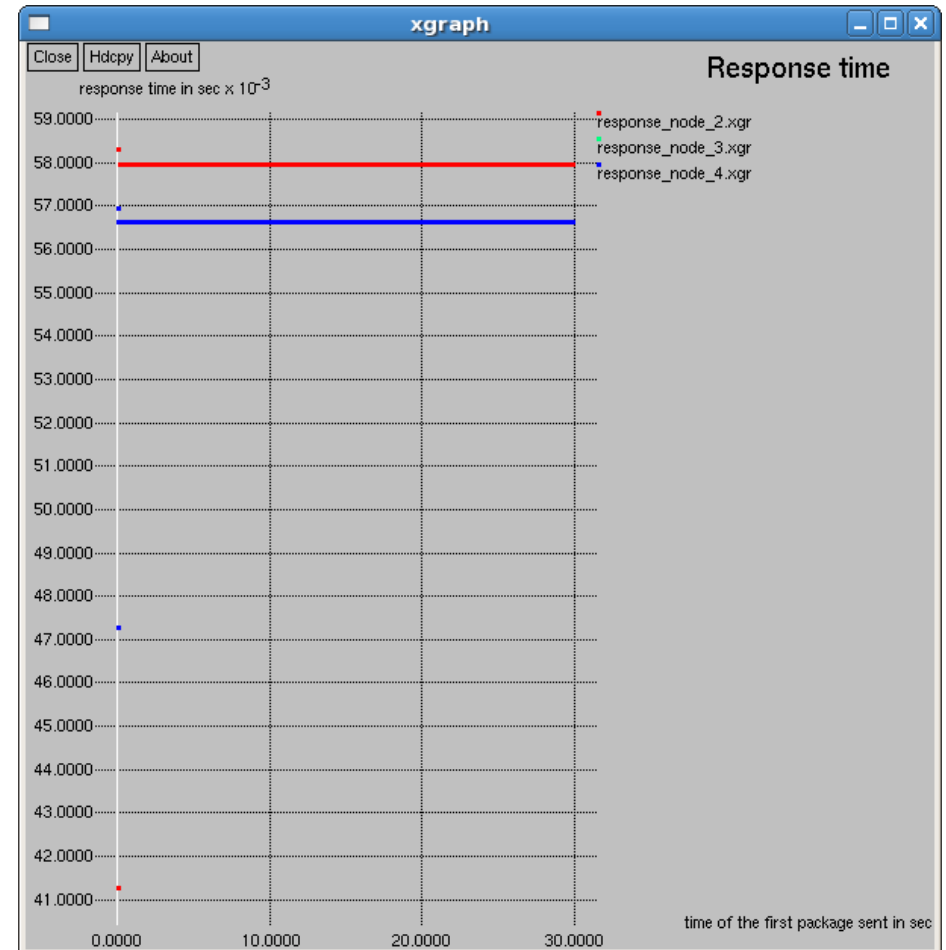 xgraph
Close Hdcpy About
Response time
response time in sec x 10-3
59.0000
response_node_2.xgr
response_node_3.xgr
58.0000
response_node_4.xgr
57.0000
56.0000
55.0000
54.0000
53.0000
52.0000
51.0000
50.0000
49.0000
48.0000
47.0000
46.0000
45.0000
44.0000
43.0000
42.0000
41.0000
time of the first package sent in sec
0.0000 10.0000 20.0000 30.0000